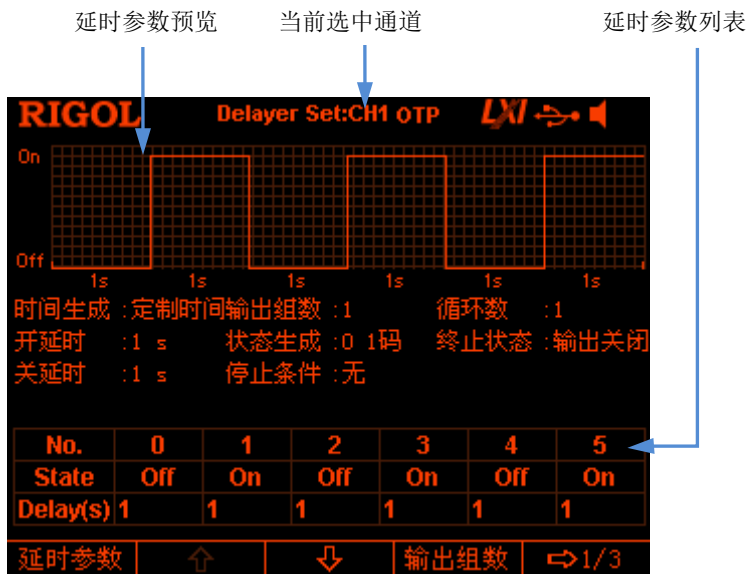 延时参数预览 当前选中通道 延时参数列表
RIGOL Delayer Set:CH1 OTP LXI
On
Off
1s 1s 1s 1s 1s 1s
时间生成 :定制时间输出组数 :1 循环数 :1
开延时 :1 s 状态生成 :0 1码 终止状态 :输出关闭
关延时 :1 s 停止条件 :无
No. 0 1 2 3 4 5
State Off On Off On Off On
Delay(s) 1 1 1 1 1 1
延时参数 输出组数 1/3